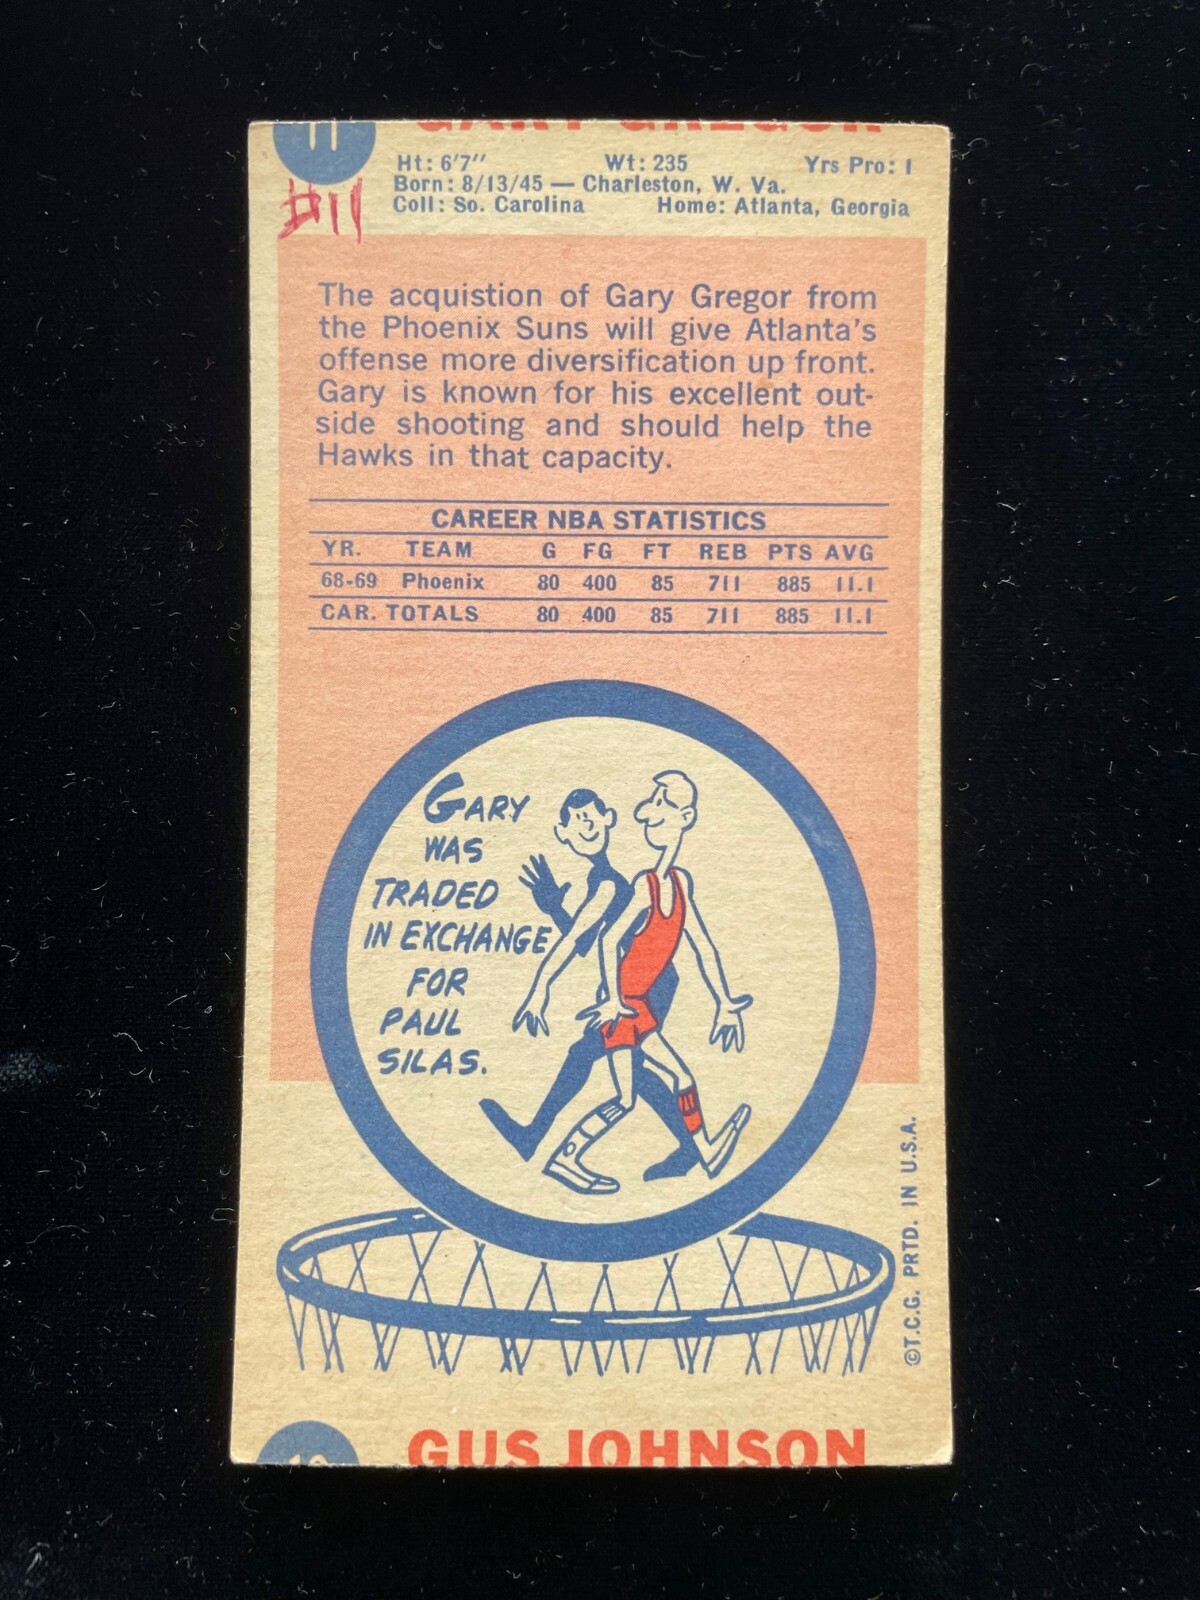 11
GARY GREGOR
Ht: 6'7" Wt: 235 Yrs Pro: 1
#11
Born: 8/13/45 — Charleston, W. Va.
Coll: So. Carolina Home: Atlanta, Georgia
The acquistion of Gary Gregor from
the Phoenix Suns will give Atlanta's
offense more diversification up front.
Gary is known for his excellent out-
side shooting and should help the
Hawks in that capacity.
CAREER NBA STATISTICS
YR. TEAM G FG FT REB PTS AVG
68-69 Phoenix 80 400 85 711 885 11.1
CAR. TOTALS 80 400 85 711 885 11.1
GARY
WAS
TRADED
IN EXCHANGE
FOR
PAUL
SILAS.
©T.C.G. PRTD. IN U.S.A.
GUS JOHNSON